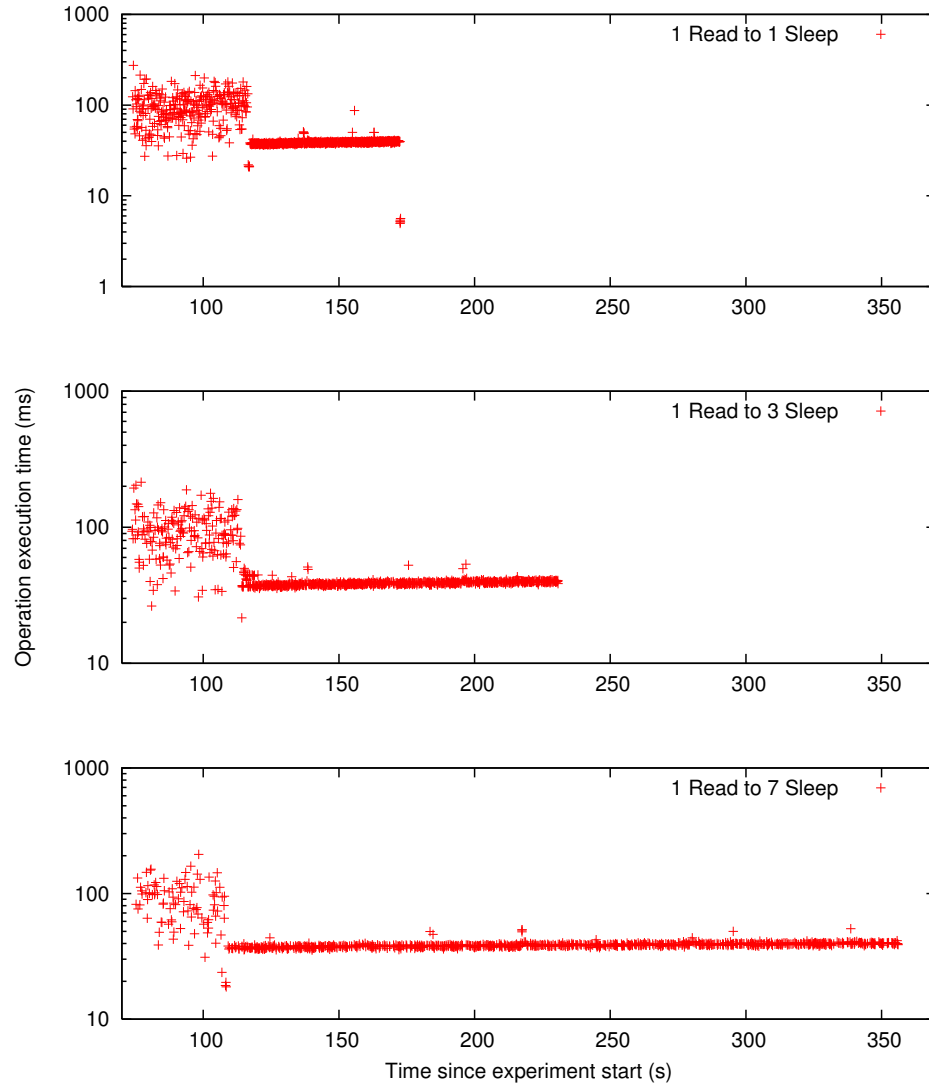 1000
1 Read to 1 Sleep
100
10
1
100 150 200 250 300 350
1000
1 Read to 3 Sleep
100
10
100 150 200 250 300 350
Operation execution time (ms)
1000
1 Read to 7 Sleep
100
10
100 150 200 250 300 350
Time since experiment start (s)